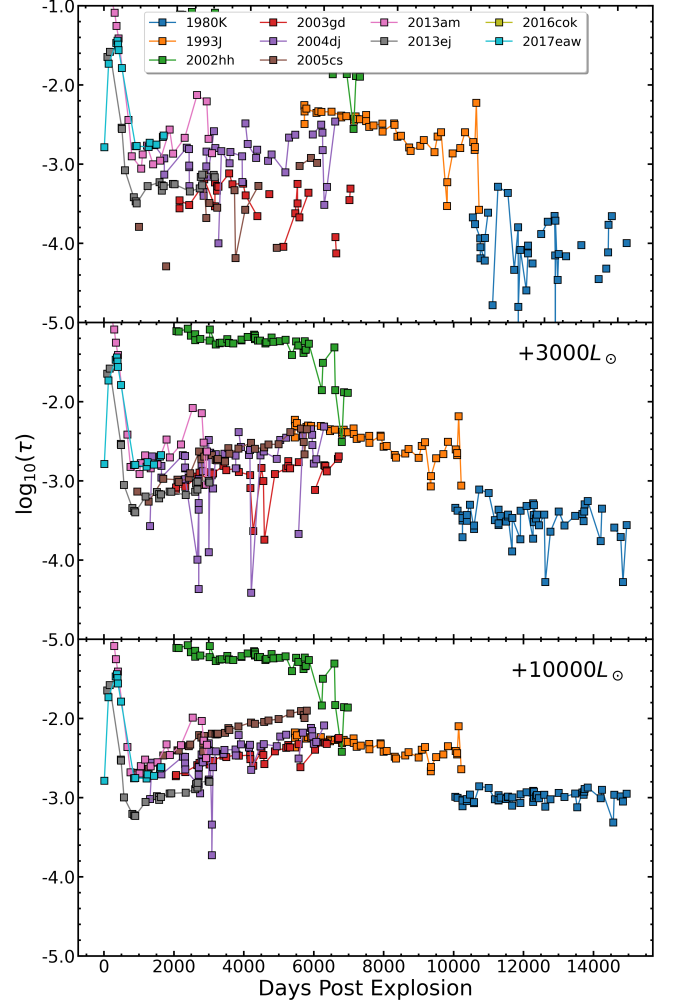 -1.0
1980K 2003gd 2013am 2016cok
1993J 2004dj 2013ej 2017eaw
2002hh 2005cs
-2.0
-3.0
-4.0
-5.0
+3000L⊙
-2.0
log10(τ)
-3.0
-4.0
-5.0
+10000L⊙
-2.0
-3.0
-4.0
-5.0
0 2000 4000 6000 8000 10000 12000 14000
Days Post Explosion